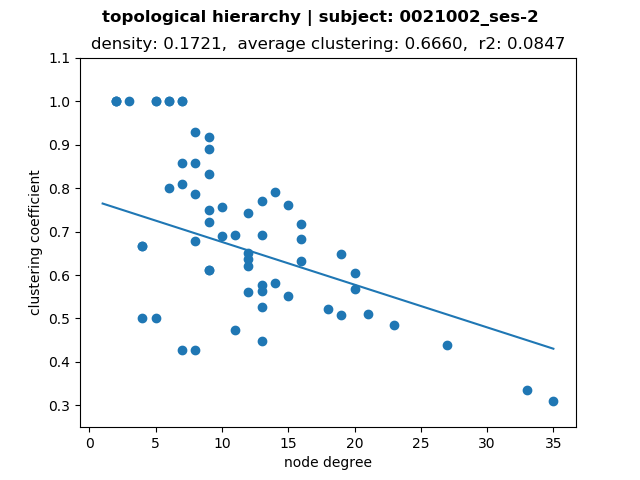 topological hierarchy | subject: 0021002_ses-2
density: 0.1721,  average clustering: 0.6660,  r2: 0.0847
1.1
1.0
0.9
0.8
0.7
0.6
0.5
0.4
0.3
clustering coefficient
0 5 10 15 20 25 30 35
node degree